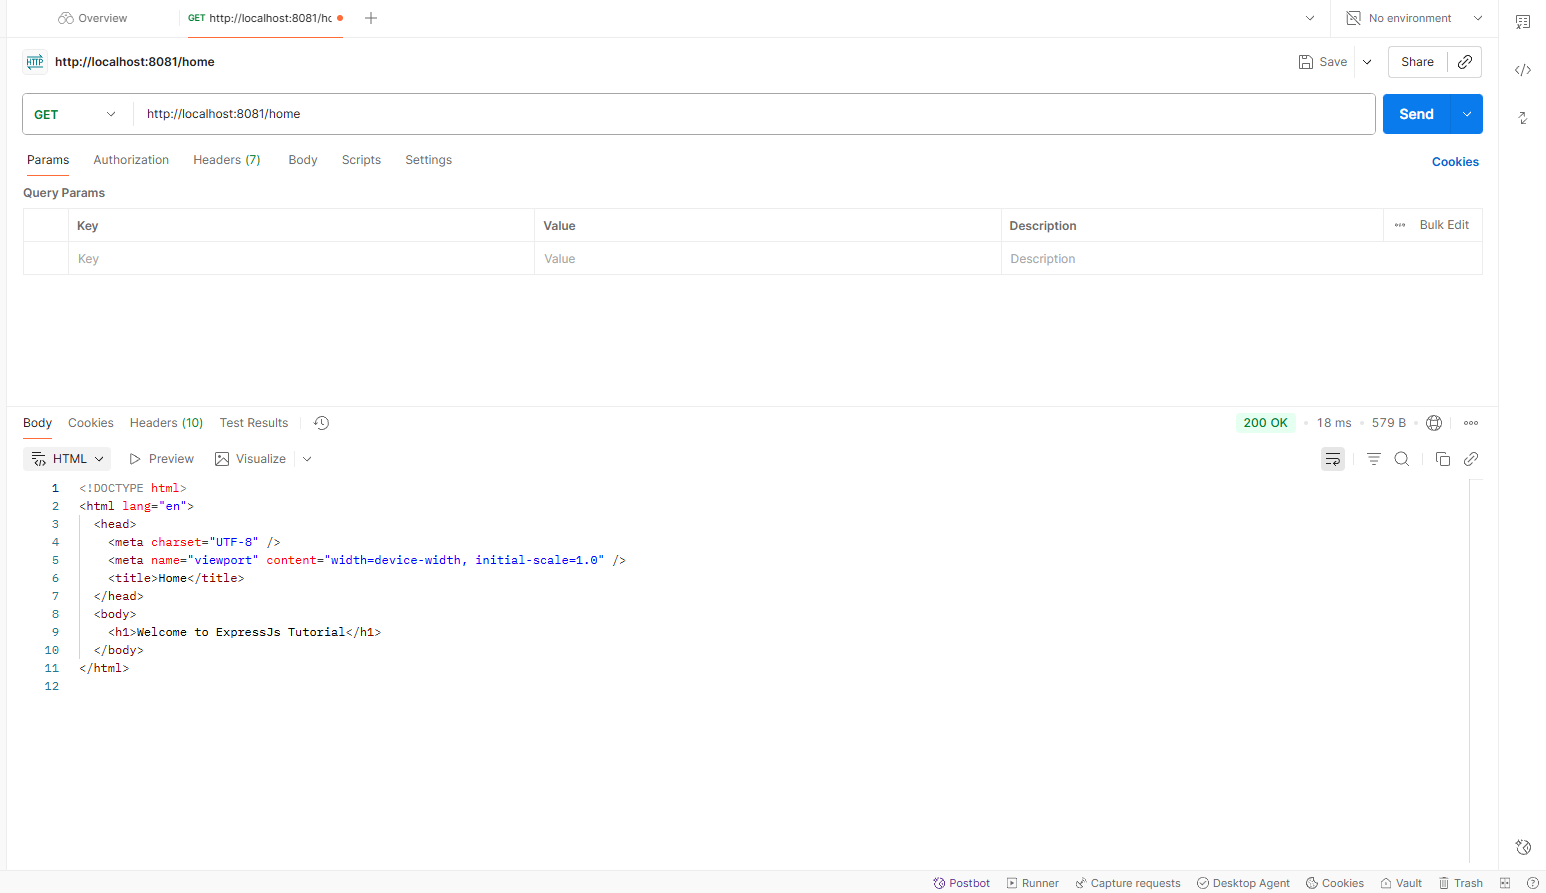 Overview
GET http://localhost:8081/hc
No environment
HTTP http://localhost:8081/home
Save
Share
GET http://localhost:8081/home
Send
Params Authorization Headers (7) Body Scripts Settings
Cookies
Query Params
Key Value Description Bulk Edit
Key Value Description
Body Cookies Headers (10) Test Results
200 OK 18 ms 579 B
HTML Preview Visualize
1 <!DOCTYPE html>
2 <html lang="en">
3 <head>
4 <meta charset="UTF-8" />
5 <meta name="viewport" content="width=device-width, initial-scale=1.0" />
6 <title>Home</title>
7 </head>
8 <body>
9 <h1>Welcome to ExpressJs Tutorial</h1>
10 </body>
11 </html>
12
Postbot Runner Capture requests Desktop Agent Cookies Vault Trash